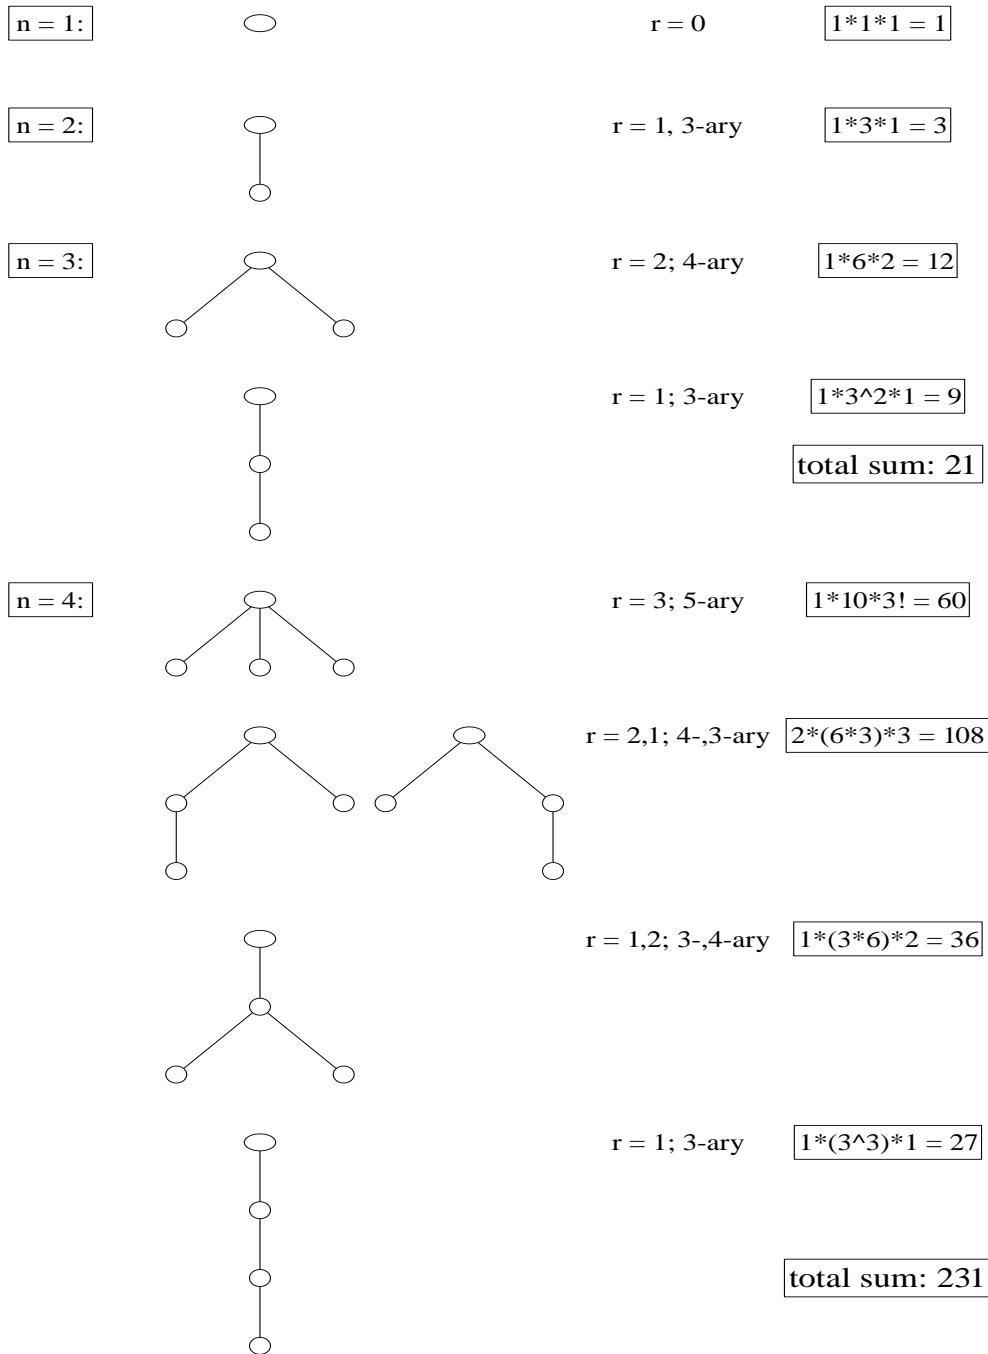 n = 1: r = 0 1*1*1 = 1
n = 2: r = 1, 3-ary 1*3*1 = 3
n = 3: r = 2; 4-ary 1*6*2 = 12
r = 1; 3-ary 1*3^2*1 = 9
total sum: 21
n = 4: r = 3; 5-ary 1*10*3! = 60
r = 2,1; 4-,3-ary 2*(6*3)*3 = 108
r = 1,2; 3-,4-ary 1*(3*6)*2 = 36
r = 1; 3-ary 1*(3^3)*1 = 27
total sum: 231